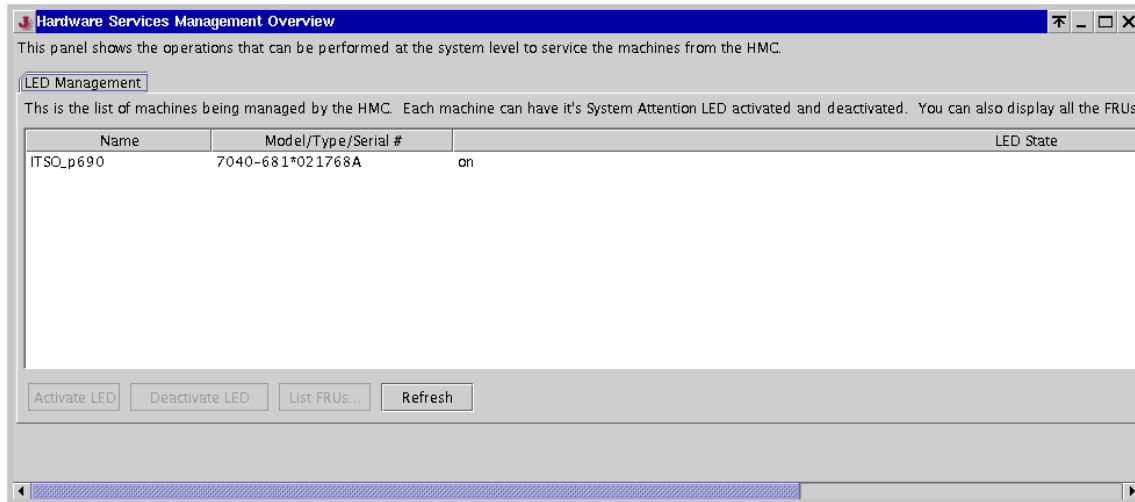 Hardware Services Management Overview
This panel shows the operations that can be performed at the system level to service the machines from the HMC.
LED Management
Ths is the list of machines being managed by the HMC. Each machine can have it's System Attention LED activated and deactivated. You can also display all the FRUs
Name Model/Type/Serial # LED State
ITSO_p690 7040-681*021768A on
Activate LED Deactivate LED List FRUs... Refresh